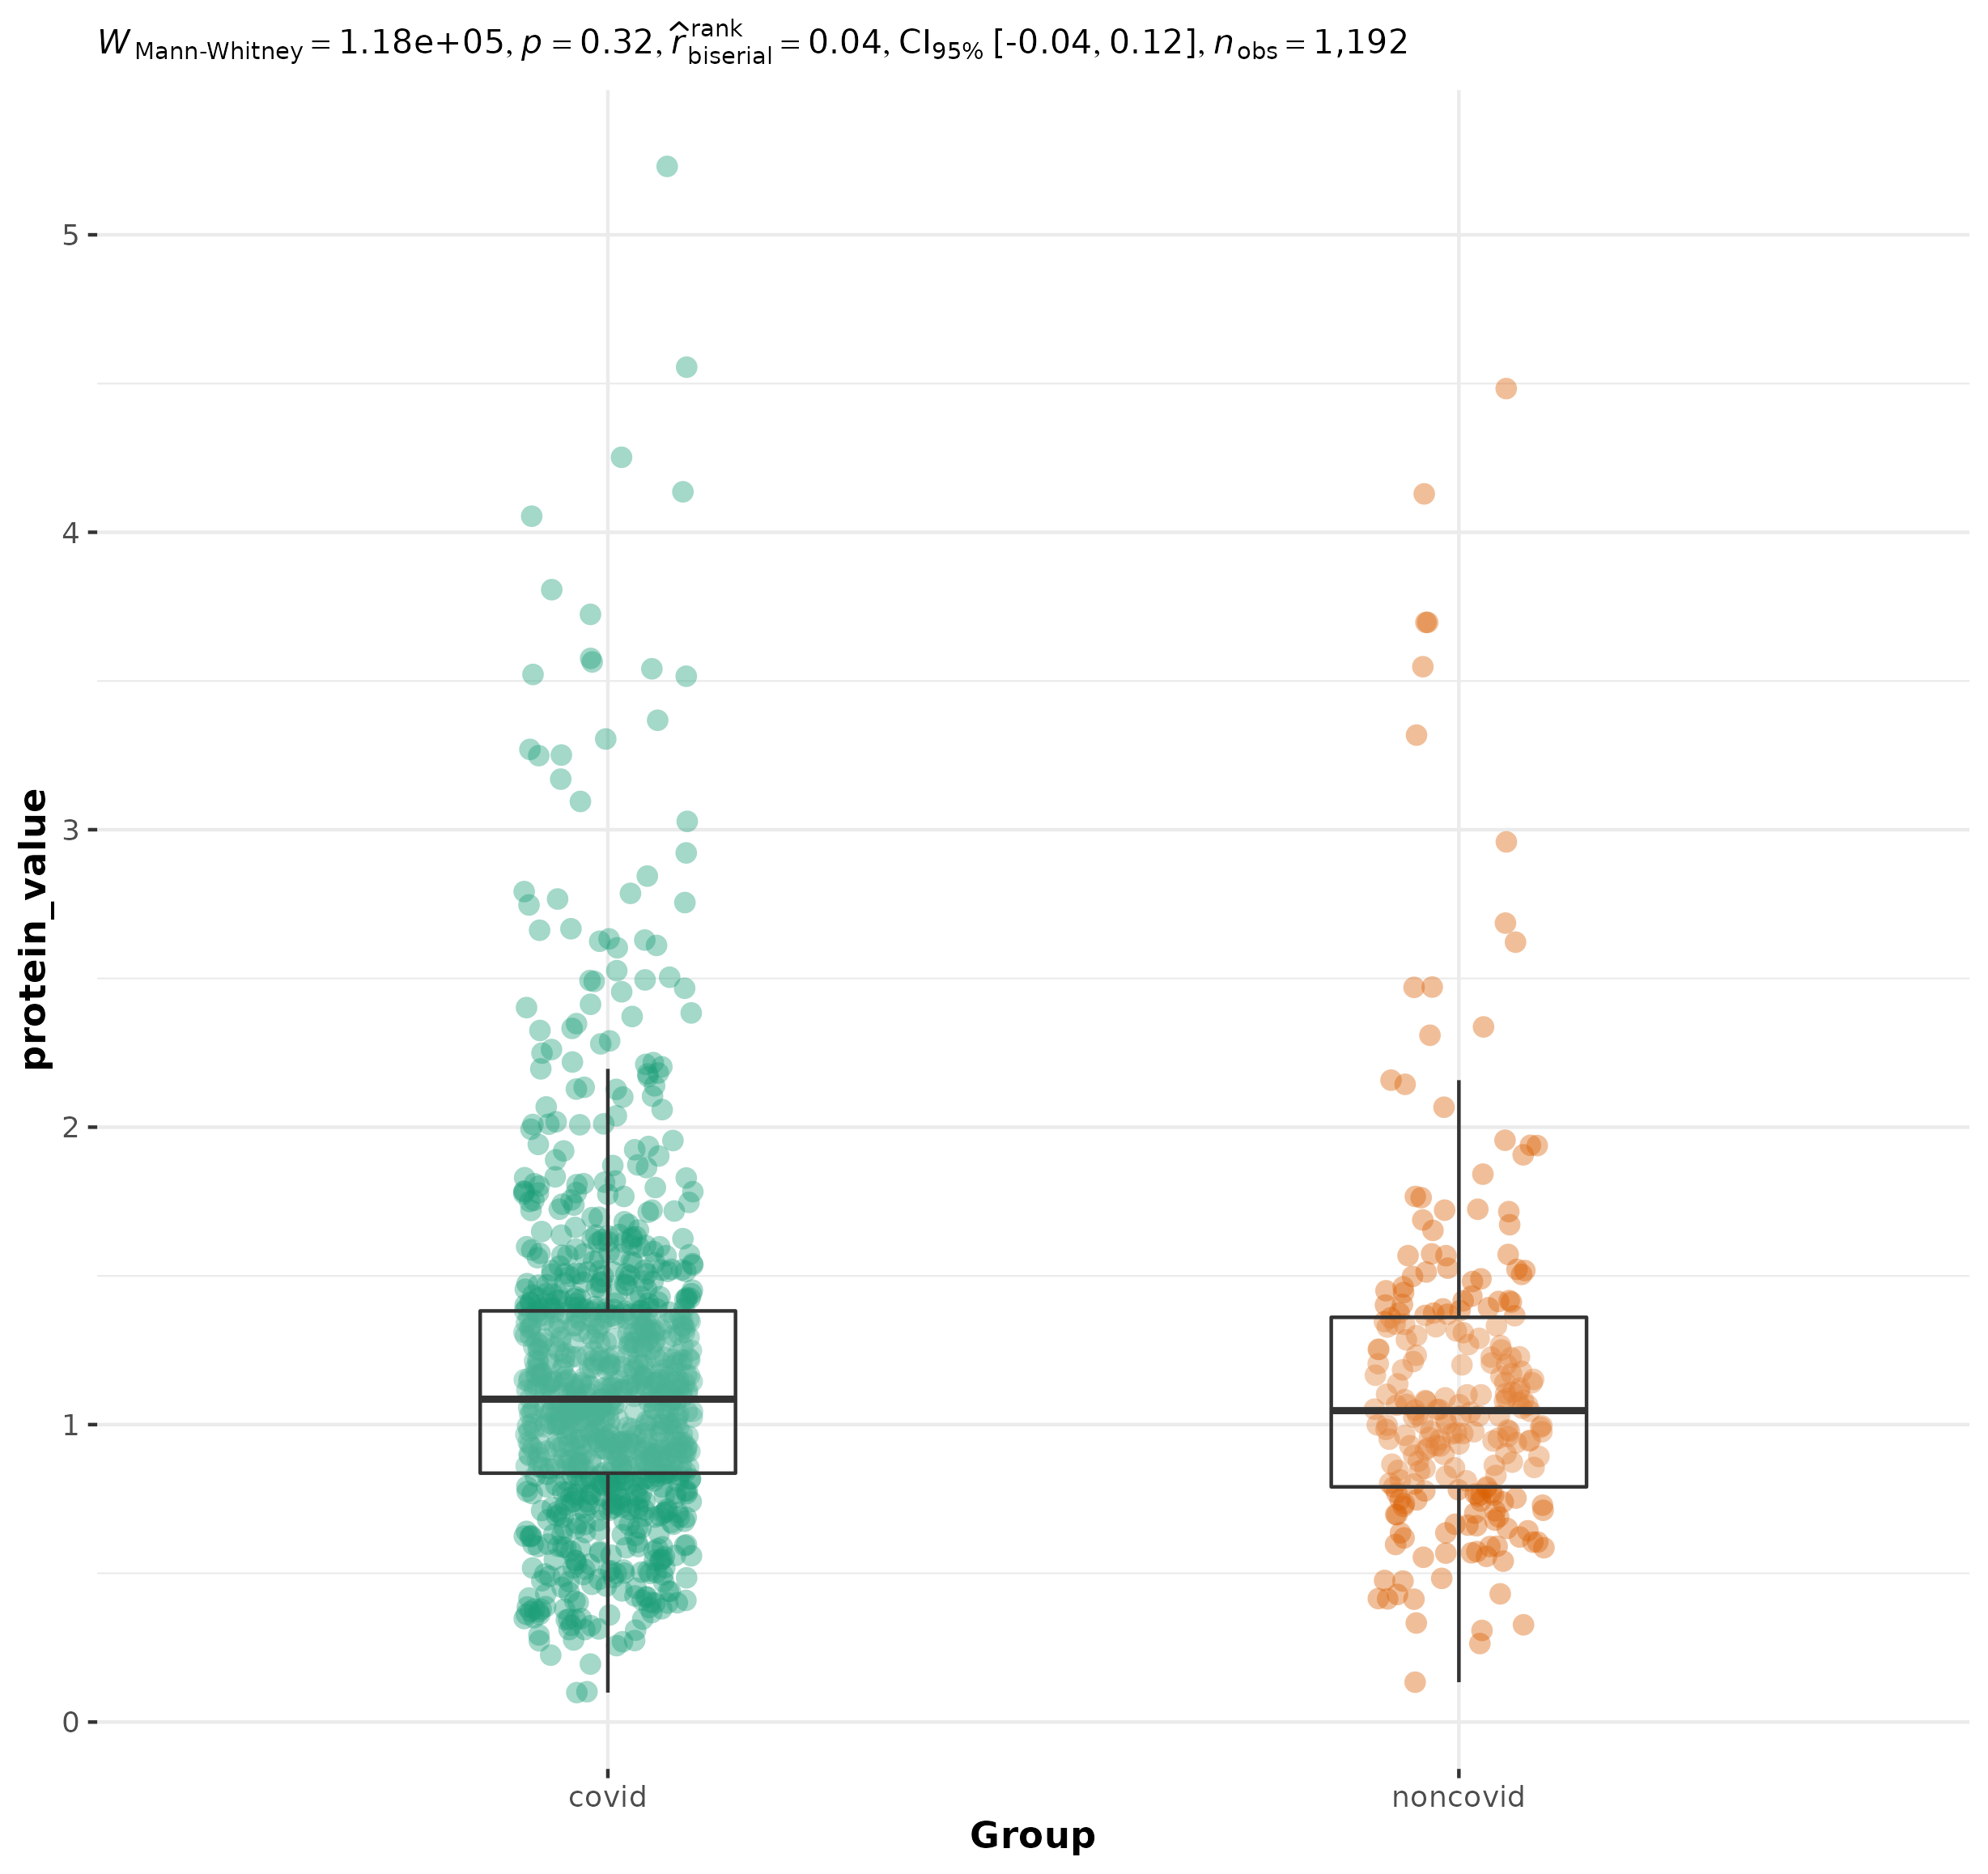 W Mann-Whitney = 1.18e+05, p = 0.32, r̂ rank biserial = 0.04, CI95% [-0.04, 0.12], n obs = 1,192
5
4
3
2
1
0
protein_value
covid noncovid
Group